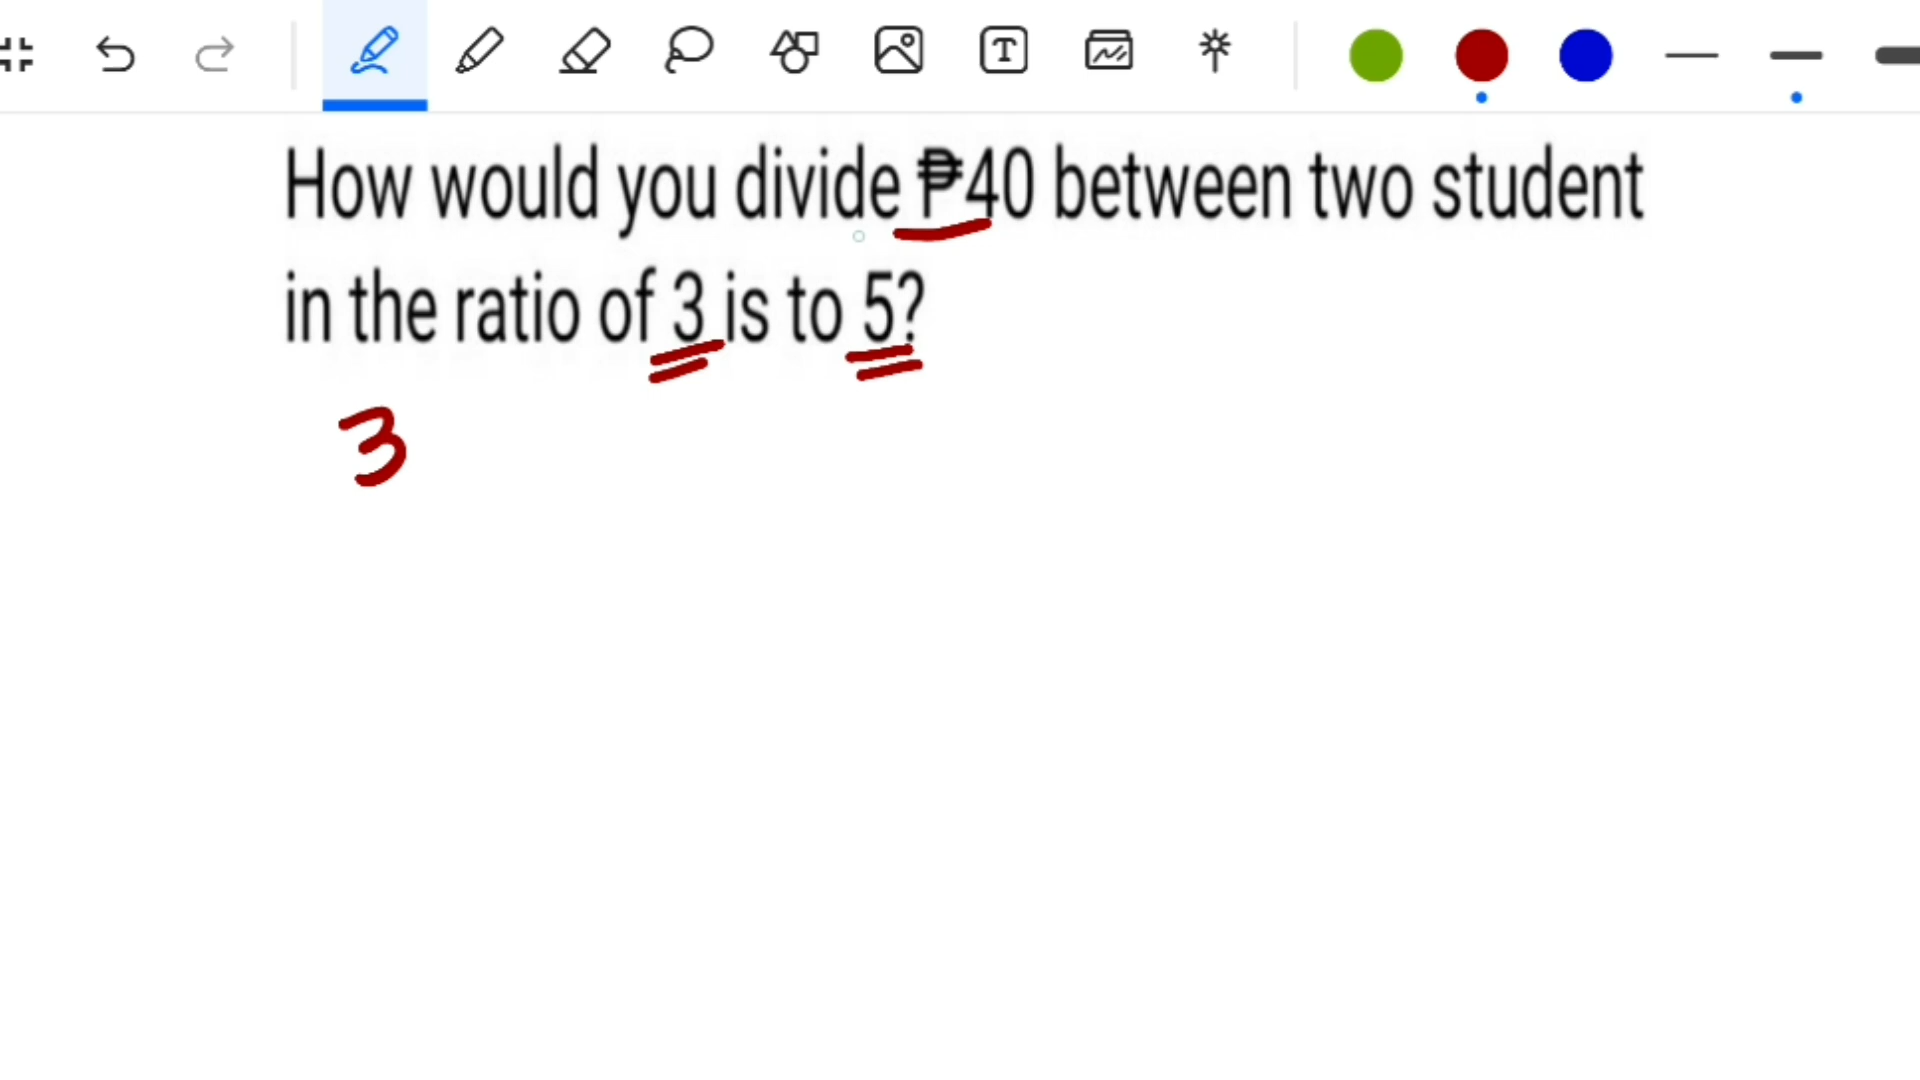 T
How would you divide ₱40 between two student
in the ratio of 3 is to 5?
3